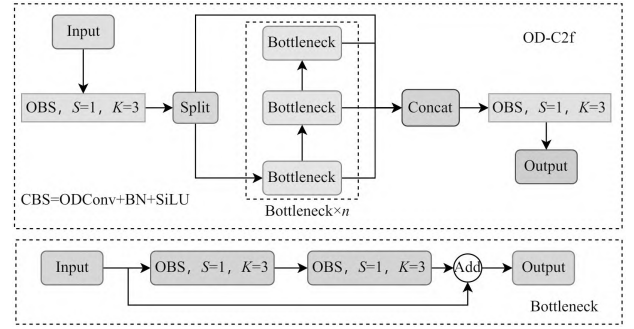 Input
OD-C2f
Bottleneck
OBS, S=1, K=3
Split
Bottleneck
Concat
OBS, S=1, K=3
Output
Bottleneck
CBS=ODConv+BN+SiLU
Bottleneck×n
Input
OBS, S=1, K=3
OBS, S=1, K=3
Add
Output
Bottleneck